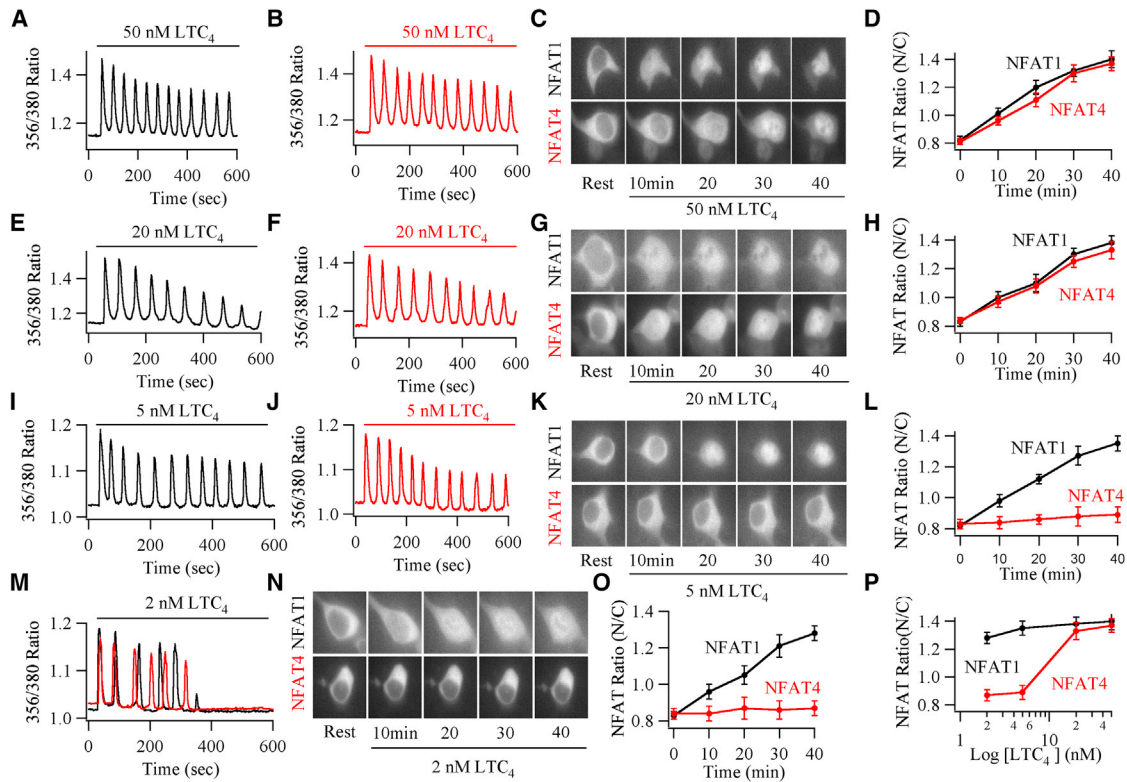 A
50 nM LTC4
356/380 Ratio
1.4
1.2
0 200 400 600
Time (sec)
B
50 nM LTC4
356/380 Ratio
1.4
1.2
0 200 400 600
Time (sec)
C
NFAT1
NFAT4
Rest 10min 20 30 40
50 nM LTC4
D
NFAT Ratio (N/C)
1.4
1.2
1.0
0.8
NFAT1
NFAT4
0 10 20 30 40
Time (min)
E
20 nM LTC4
356/380 Ratio
1.4
1.2
0 200 400 600
Time (sec)
F
20 nM LTC4
356/380 Ratio
1.4
1.2
0 200 400 600
Time (sec)
G
NFAT1
NFAT4
Rest 10min 20 30 40
20 nM LTC4
H
NFAT Ratio (N/C)
1.4
1.2
1.0
0.8
NFAT1
NFAT4
0 10 20 30 40
Time (min)
I
5 nM LTC4
356/380 Ratio
1.2
1.1
1.0
0 200 400 600
Time (sec)
J
5 nM LTC4
356/380 Ratio
1.2
1.1
1.0
0 200 400 600
Time (sec)
K
NFAT1
NFAT4
Rest 10min 20 30 40
5 nM LTC4
L
NFAT Ratio (N/C)
1.4
1.2
1.0
0.8
NFAT1
NFAT4
0 10 20 30 40
Time (min)
M
2 nM LTC4
356/380 Ratio
1.2
1.1
1.0
0 200 400 600
Time (sec)
N
NFAT1
NFAT4
Rest 10min 20 30 40
2 nM LTC4
O
NFAT Ratio (N/C)
1.4
1.2
1.0
0.8
NFAT1
NFAT4
0 10 20 30 40
Time (min)
P
NFAT Ratio(N/C)
1.4
1.2
1.0
0.8
NFAT1
NFAT4
1 2 4 6 10 2 4
Log [LTC4 ] (nM)